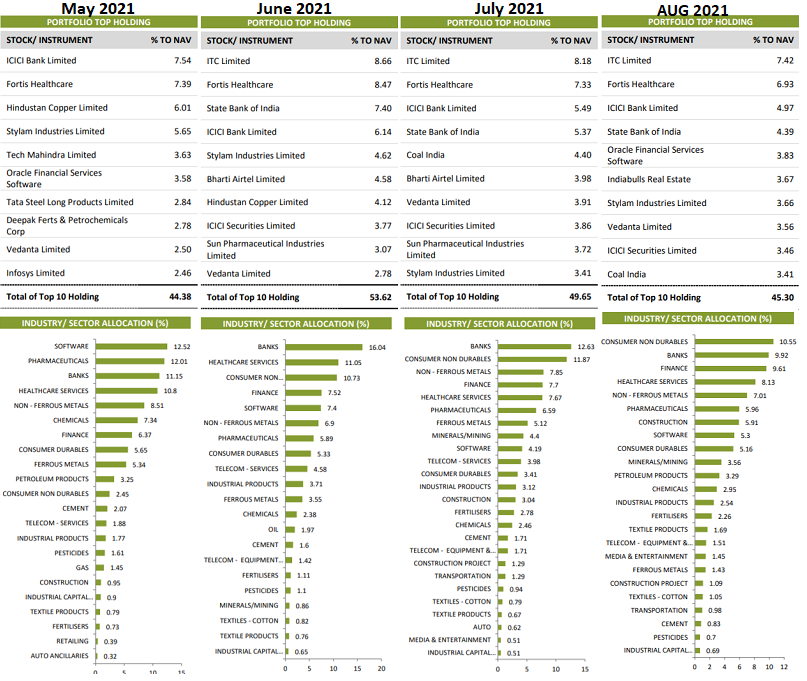 May 2021
PORTFOLIO TOP HOLDING
STOCK/ INSTRUMENT % TO NAV
ICICI Bank Limited 7.54
Fortis Healthcare 7.39
Hindustan Copper Limited 6.01
Stylam Industries Limited 5.65
Tech Mahindra Limited 3.63
Oracle Financial Services
Software 3.58
Tata Steel Long Products Limited 2.84
Deepak Ferts & Petrochemicals
Corp 2.78
Vedanta Limited 2.50
Infosys Limited 2.46
Total of Top 10 Holding 44.38
INDUSTRY/ SECTOR ALLOCATION (%)
SOFTWARE 12.52
PHARMACEUTICALS 12.01
BANKS 11.15
HEALTHCARE SERVICES 10.8
NON - FERROUS METALS 8.51
CHEMICALS 7.34
FINANCE 6.37
CONSUMER DURABLES 5.65
FERROUS METALS 5.34
PETROLEUM PRODUCTS 3.25
CONSUMER NON DURABLES 2.45
CEMENT 2.07
TELECOM - SERVICES 1.88
INDUSTRIAL PRODUCTS 1.77
PESTICIDES 1.61
GAS 1.45
CONSTRUCTION 0.95
INDUSTRIAL CAPITAL... 0.9
TEXTILE PRODUCTS 0.79
FERTILISERS 0.73
RETAILING 0.39
AUTO ANCILLARIES 0.32
0 5 10 15
June 2021
PORTFOLIO TOP HOLDING
STOCK/ INSTRUMENT % TO NAV
ITC Limited 8.66
Fortis Healthcare 8.47
State Bank of India 7.40
ICICI Bank Limited 6.14
Stylam Industries Limited 4.62
Bharti Airtel Limited 4.58
Hindustan Copper Limited 4.12
ICICI Securities Limited 3.77
Sun Pharmaceutical Industries
Limited 3.07
Vedanta Limited 2.78
Total of Top 10 Holding 53.62
INDUSTRY/ SECTOR ALLOCATION (%)
BANKS 16.04
HEALTHCARE SERVICES 11.05
CONSUMER NON... 10.73
FINANCE 7.52
SOFTWARE 7.4
NON - FERROUS METALS 6.9
PHARMACEUTICALS 5.89
CONSUMER DURABLES 5.33
TELECOM - SERVICES 4.58
INDUSTRIAL PRODUCTS 3.71
FERROUS METALS 3.55
CHEMICALS 2.38
OIL 1.97
CEMENT 1.6
TELECOM - EQUIPMENT... 1.42
FERTILISERS 1.11
PESTICIDES 1.1
MINERALS/MINING 0.86
TEXTILES - COTTON 0.82
TEXTILE PRODUCTS 0.76
INDUSTRIAL CAPITAL... 0.65
0 5 10 15 20
July 2021
PORTFOLIO TOP HOLDING
STOCK/ INSTRUMENT % TO NAV
ITC Limited 8.18
Fortis Healthcare 7.33
ICICI Bank Limited 5.49
State Bank of India 5.37
Coal India 4.40
Bharti Airtel Limited 3.98
Vedanta Limited 3.91
ICICI Securities Limited 3.86
Sun Pharmaceutical Industries
Limited 3.72
Stylam Industries Limited 3.41
Total of Top 10 Holding 49.65
INDUSTRY/ SECTOR ALLOCATION (%)
BANKS 12.63
CONSUMER NON DURABLES 11.87
NON - FERROUS METALS 7.85
FINANCE 7.7
HEALTHCARE SERVICES 7.67
PHARMACEUTICALS 6.59
FERROUS METALS 5.12
MINERALS/MINING 4.4
SOFTWARE 4.19
TELECOM - SERVICES 3.98
CONSUMER DURABLES 3.41
INDUSTRIAL PRODUCTS 3.12
CONSTRUCTION 3.04
FERTILISERS 2.78
CHEMICALS 2.46
CEMENT 1.71
TELECOM - EQUIPMENT &... 1.71
CONSTRUCTION PROJECT 1.29
TRANSPORTATION 1.29
PESTICIDES 0.94
TEXTILES - COTTON 0.79
TEXTILE PRODUCTS 0.67
AUTO 0.62
MEDIA & ENTERTAINMENT 0.51
INDUSTRIAL CAPITAL... 0.51
0 5 10 15
AUG 2021
PORTFOLIO TOP HOLDING
STOCK/ INSTRUMENT % TO NAV
ITC Limited 7.42
Fortis Healthcare 6.93
ICICI Bank Limited 4.97
State Bank of India 4.39
Oracle Financial Services
Software 3.83
Indiabulls Real Estate 3.67
Stylam Industries Limited 3.66
Vedanta Limited 3.56
ICICI Securities Limited 3.46
Coal India 3.41
Total of Top 10 Holding 45.30
INDUSTRY/ SECTOR ALLOCATION (%)
CONSUMER NON DURABLES 10.55
BANKS 9.92
FINANCE 9.61
HEALTHCARE SERVICES 8.13
NON - FERROUS METALS 7.01
PHARMACEUTICALS 5.96
CONSTRUCTION 5.91
SOFTWARE 5.3
CONSUMER DURABLES 5.16
MINERALS/MINING 3.56
PETROLEUM PRODUCTS 3.29
CHEMICALS 2.95
INDUSTRIAL PRODUCTS 2.54
FERTILISERS 2.26
TEXTILE PRODUCTS 1.69
TELECOM - EQUIPMENT &... 1.51
MEDIA & ENTERTAINMENT 1.45
FERROUS METALS 1.43
CONSTRUCTION PROJECT 1.09
TEXTILES - COTTON 1.05
TRANSPORTATION 0.98
CEMENT 0.83
PESTICIDES 0.7
INDUSTRIAL CAPITAL... 0.69
0 2 4 6 8 10 12